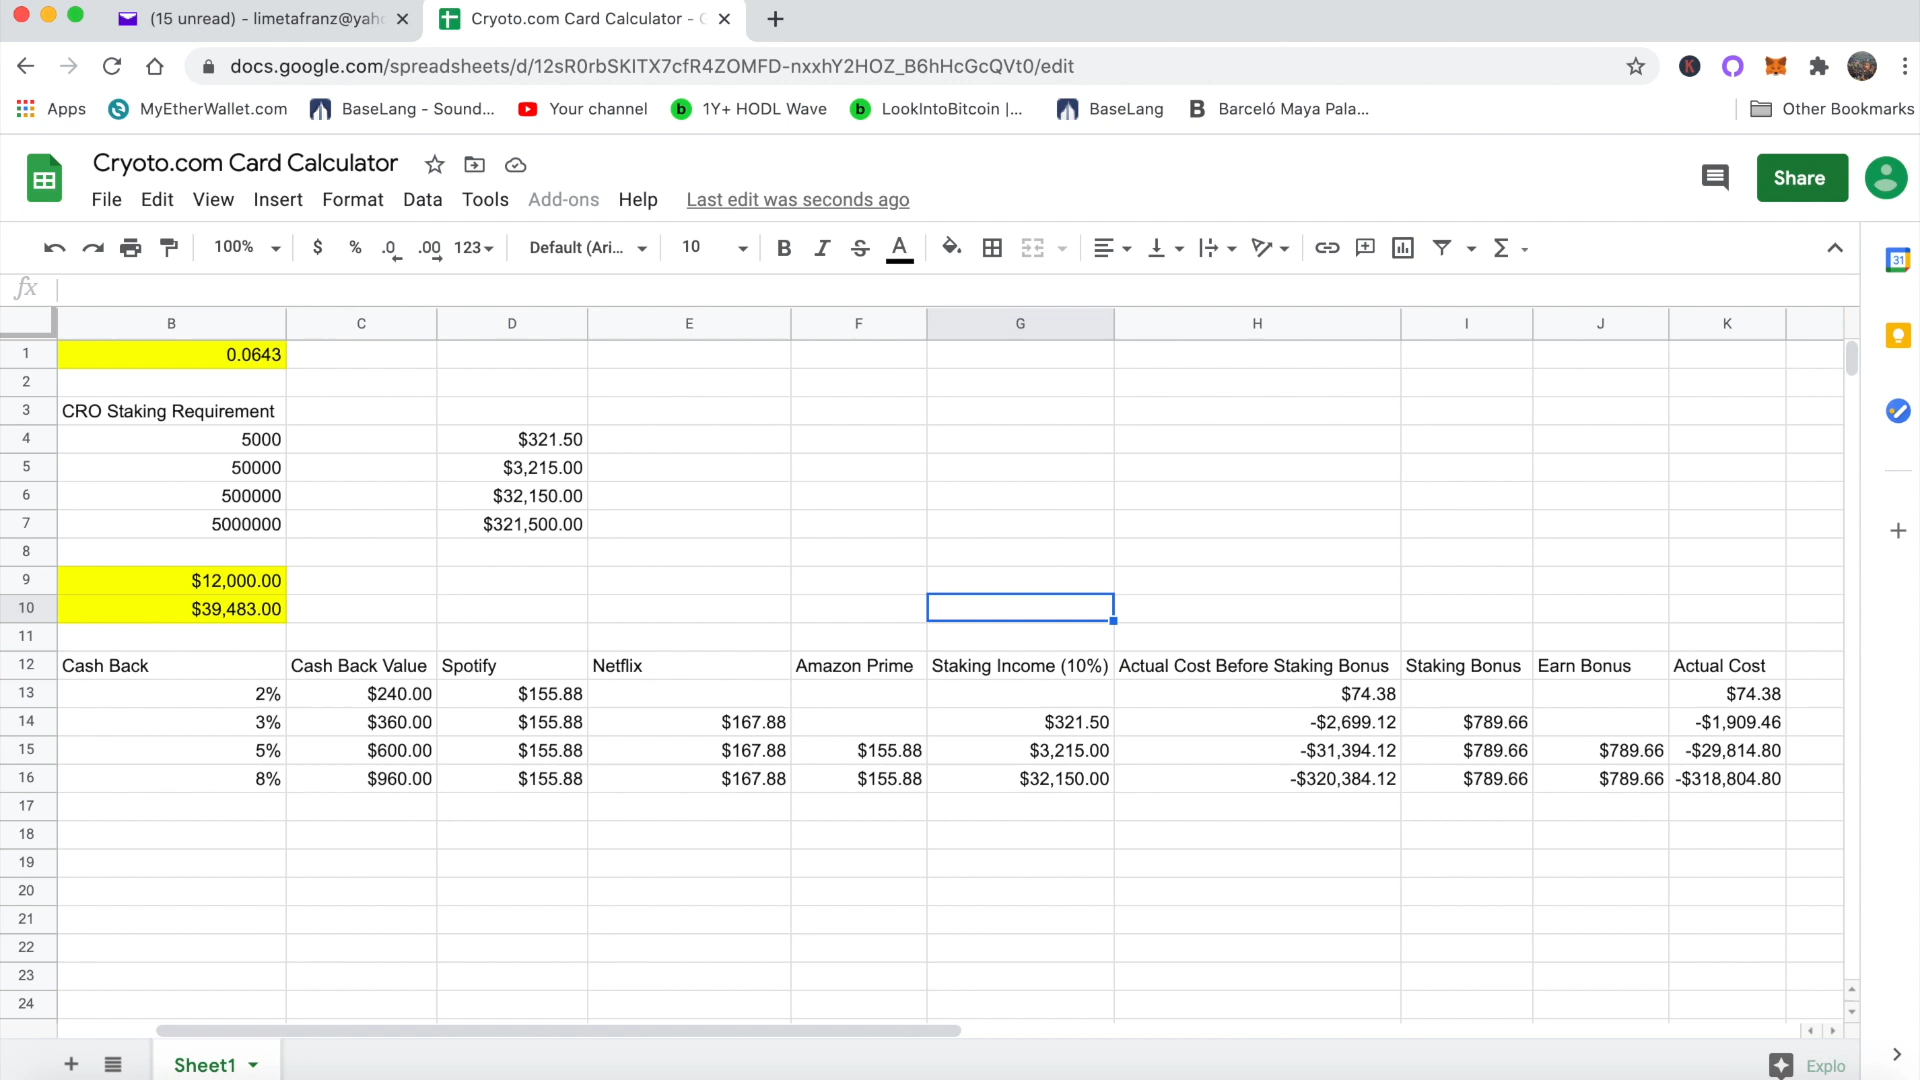 (15 unread) - limetafranz@yah
Cryoto.com Card Calculator -
docs.google.com/spreadsheets/d/12sR0rbSKITX7cfR4ZOMFD-nxxhY2HOZ_B6hHcGcQVt0/edit
K
Apps MyEtherWallet.com BaseLang - Sound... Your channel b 1Y+ HODL Wave b LookIntoBitcoin |... BaseLang B Barceló Maya Pala... Other Bookmarks
Cryoto.com Card Calculator
Share
File Edit View Insert Format Data Tools Add-ons Help Last edit was seconds ago
100% $ % .0 .00 123 Default (Ari... 10 B I S A Σ
31
fx
B C D E F G H I J K
1 0.0643
2
3 CRO Staking Requirement
4 5000 $321.50
5 50000 $3,215.00
6 500000 $32,150.00
7 5000000 $321,500.00
8
9 $12,000.00
10 $39,483.00
11
12 Cash Back Cash Back Value Spotify Netflix Amazon Prime Staking Income (10%) Actual Cost Before Staking Bonus Staking Bonus Earn Bonus Actual Cost
13 2% $240.00 $155.88 $74.38 $74.38
14 3% $360.00 $155.88 $167.88 $321.50 -$2,699.12 $789.66 -$1,909.46
15 5% $600.00 $155.88 $167.88 $155.88 $3,215.00 -$31,394.12 $789.66 $789.66 -$29,814.80
16 8% $960.00 $155.88 $167.88 $155.88 $32,150.00 -$320,384.12 $789.66 $789.66 -$318,804.80
17
18
19
20
21
22
23
24
Sheet1
Explo